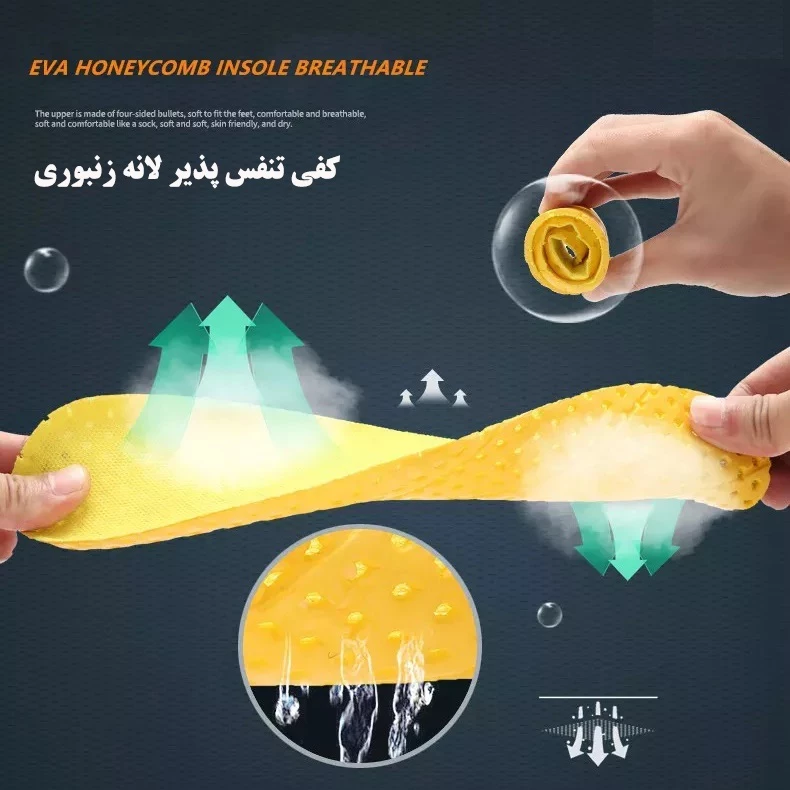 EVA HONEYCOMB INSOLE BREATHABLE
The upper is made of four-sided bullets, soft to fit the feet, comfortable and breathable,
soft and comfortable like a sock, soft and soft, skin friendly, and dry.
کفی تنفس پذیر لانه زنبوری